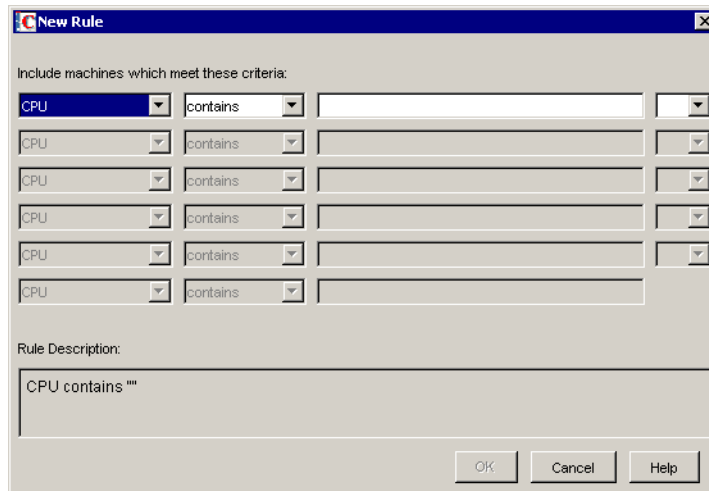 New Rule
Include machines which meet these criteria:
CPU contains
CPU contains
CPU contains
CPU contains
CPU contains
CPU contains
Rule Description:
CPU contains ""
OK Cancel Help